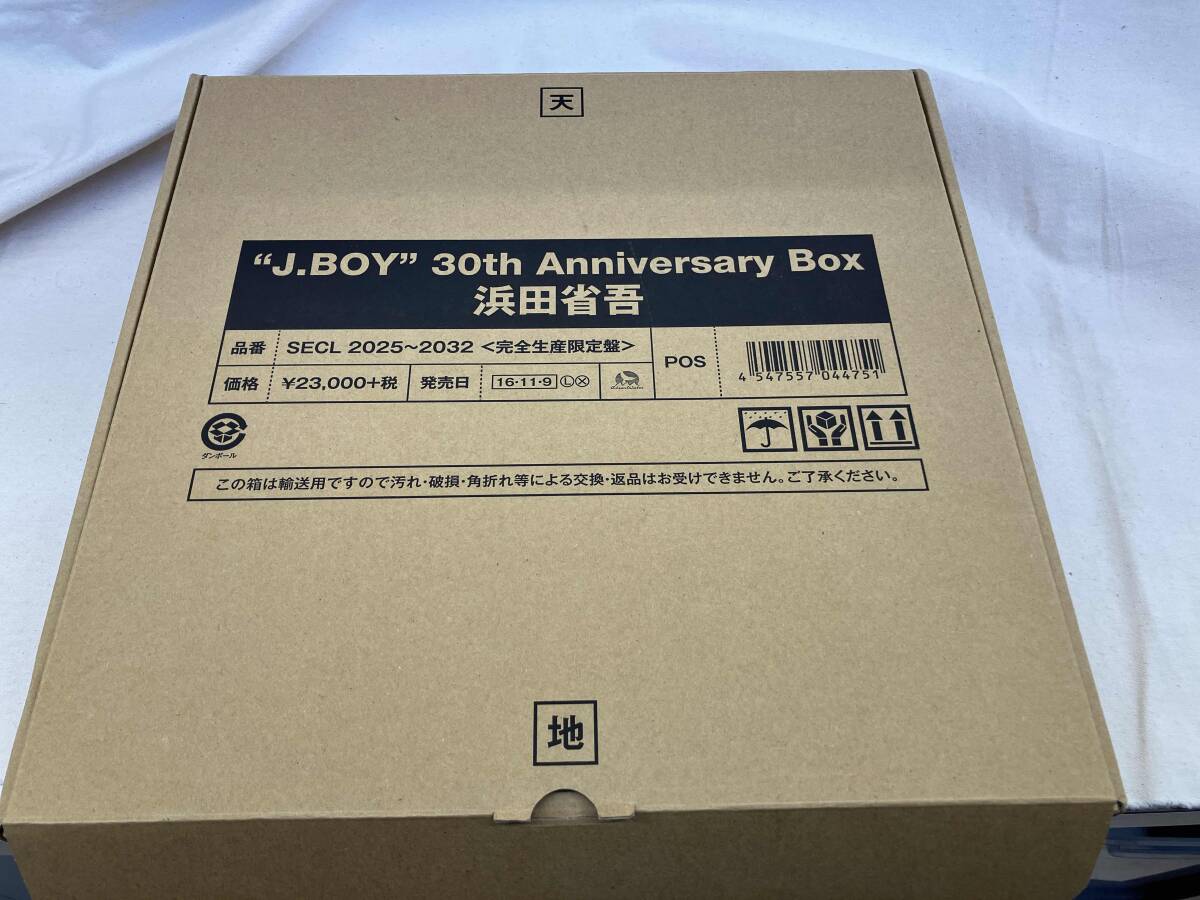 天
“J.BOY” 30th Anniversary Box
浜田省吾
品番 SECL 2025~2032 <完全生産限定盤>
POS
4 547557 044751
価格 ¥23,000+税 発売日 16・11・9 Ⓛ Ⓧ
ダンボール
この箱は輸送用ですので汚れ・破損・角折れ等による交換・返品はお受けできません。ご了承ください。
地